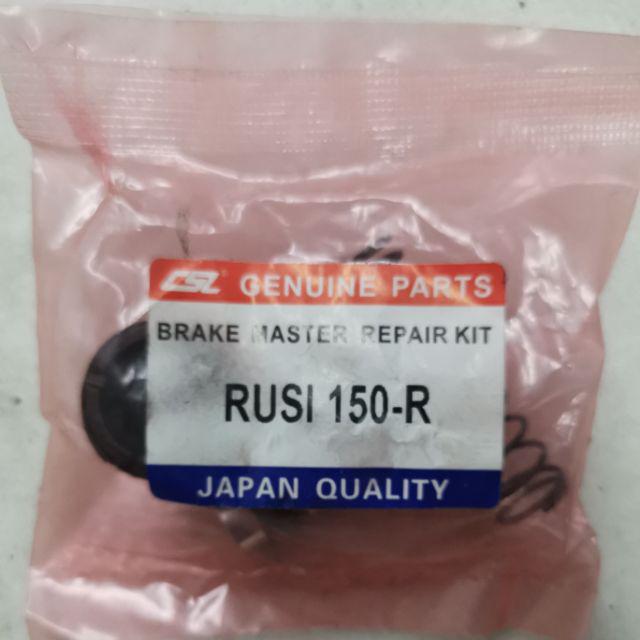 CSL GENUINE PARTS
BRAKE MASTER REPAIR KIT
RUSI 150-R
JAPAN QUALITY